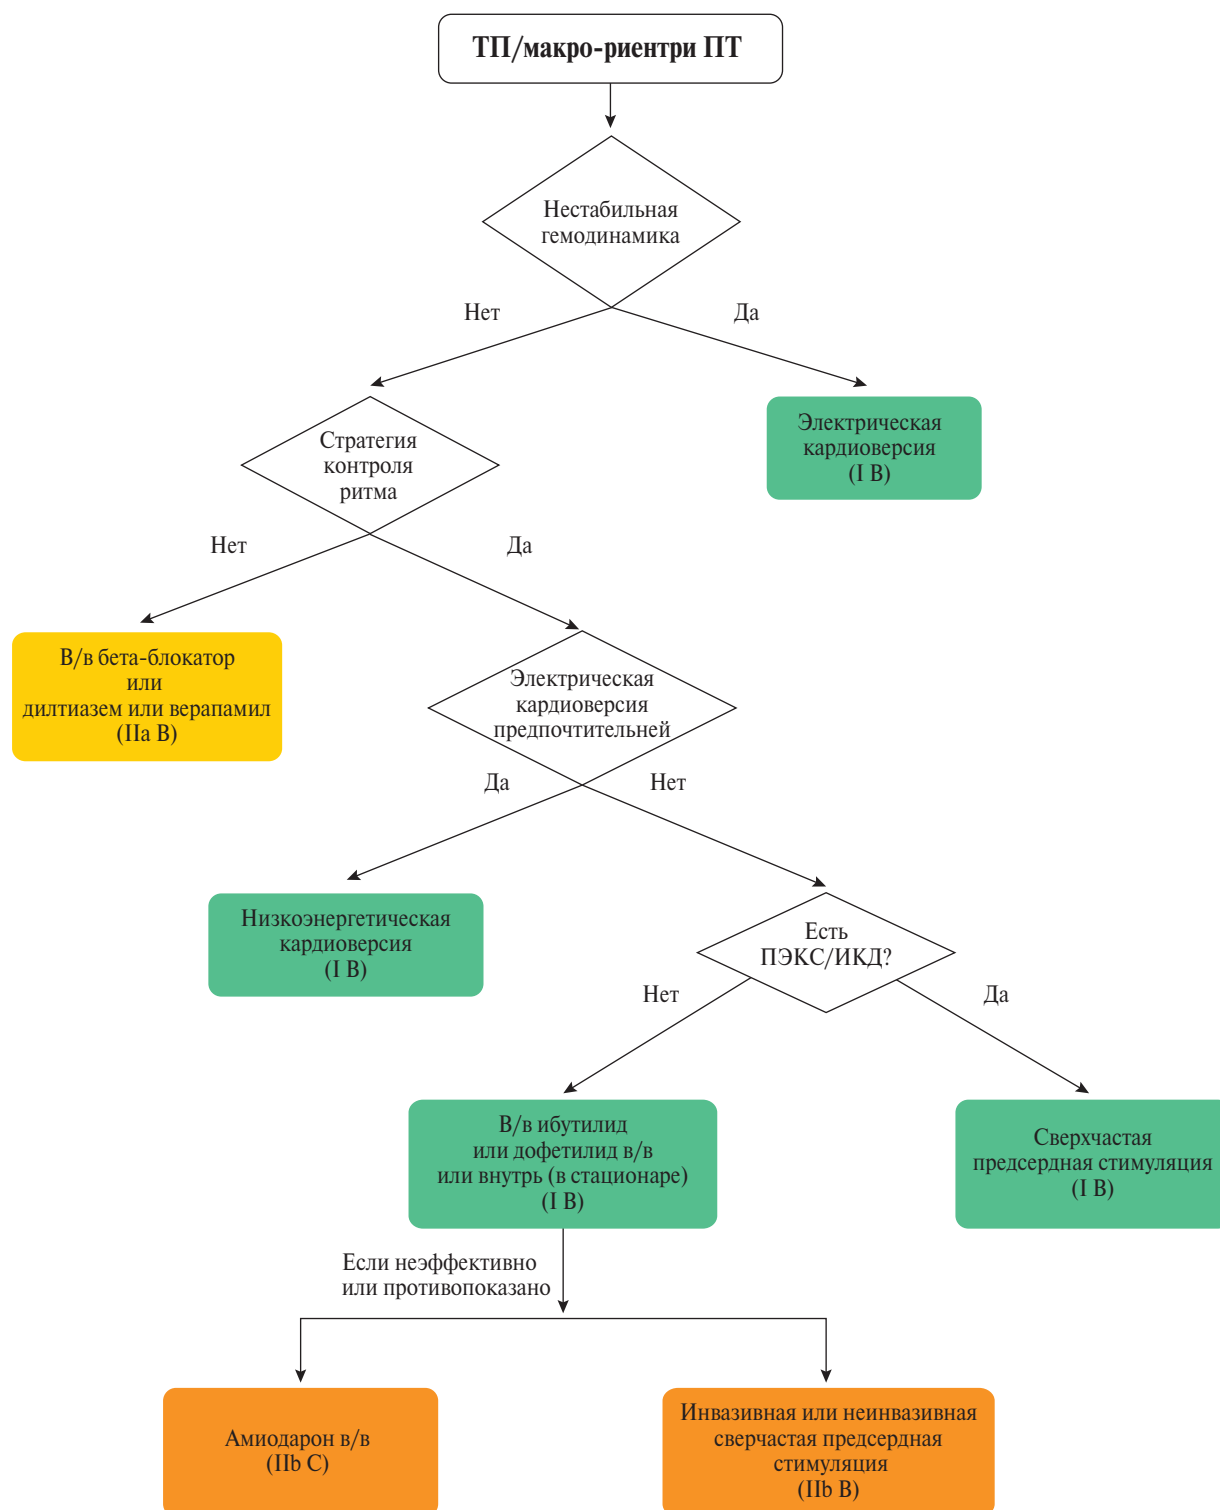 ТП/макро-риентри ПТ
Нестабильная
гемодинамика
Нет
Да
Стратегия
контроля
ритма
Электрическая
кардиоверсия
(I B)
Нет
Да
В/в бета-блокатор
или
дилтиазем или верапамил
(IIa B)
Электрическая
кардиоверсия
предпочтительней
Да
Нет
Низкоэнергетическая
кардиоверсия
(I B)
Есть
ПЭКС/ИКД?
Нет
Да
В/в ибутилид
или дофетилид в/в
или внутрь (в стационаре)
(I B)
Сверхчастая
предсердная стимуляция
(I B)
Если неэффективно
или противопоказано
Амиодарон в/в
(IIb C)
Инвазивная или неинвазивная
сверчастая предсердная
стимуляция
(IIb B)